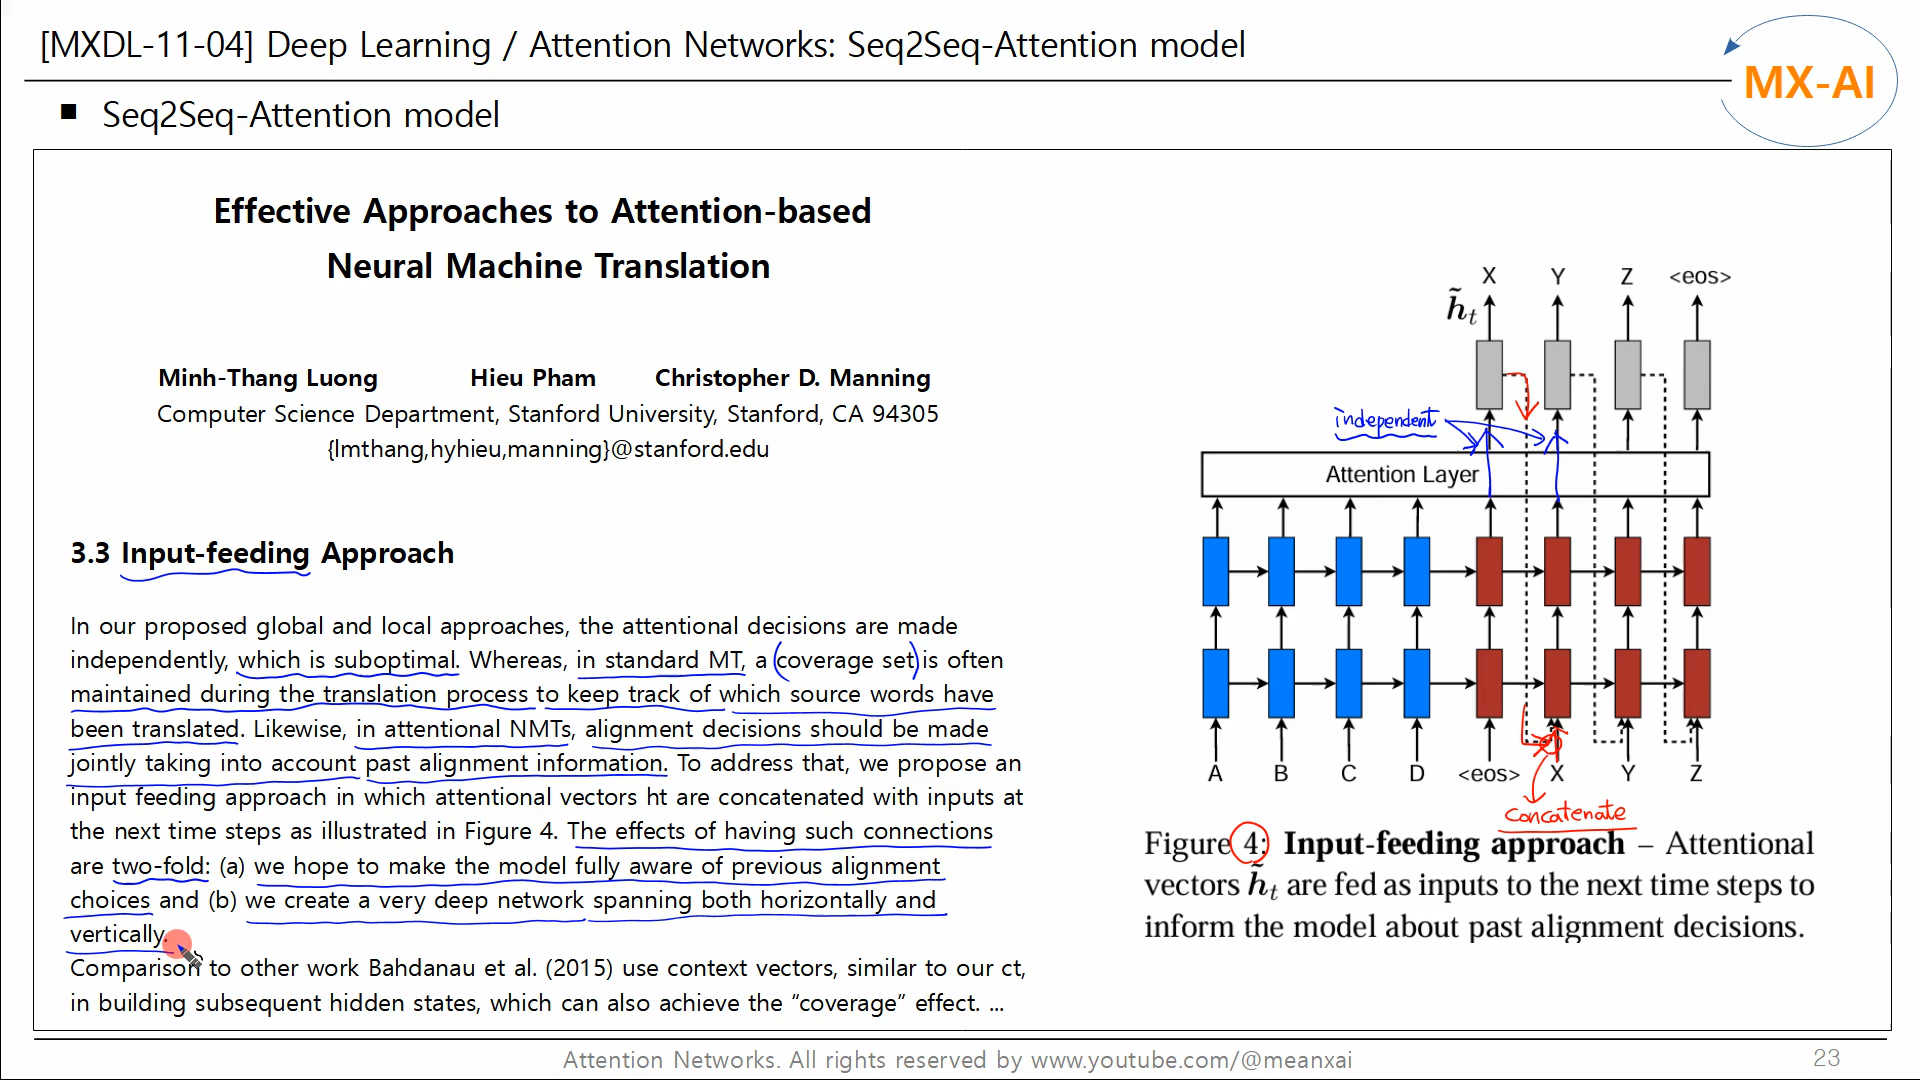 [MXDL-11-04] Deep Learning / Attention Networks: Seq2Seq-Attention model
MX-AI
■ Seq2Seq-Attention model
Effective Approaches to Attention-based
Neural Machine Translation
Minh-Thang Luong Hieu Pham Christopher D. Manning
Computer Science Department, Stanford University, Stanford, CA 94305
{lmthang,hyhieu,manning}@stanford.edu
3.3 Input-feeding Approach
In our proposed global and local approaches, the attentional decisions are made
independently, which is suboptimal. Whereas, in standard MT, a coverage set is often
maintained during the translation process to keep track of which source words have
been translated. Likewise, in attentional NMTs, alignment decisions should be made
jointly taking into account past alignment information. To address that, we propose an
input feeding approach in which attentional vectors ht are concatenated with inputs at
the next time steps as illustrated in Figure 4. The effects of having such connections
are two-fold: (a) we hope to make the model fully aware of previous alignment
choices and (b) we create a very deep network spanning both horizontally and
vertically.
Comparison to other work Bahdanau et al. (2015) use context vectors, similar to our ct,
in building subsequent hidden states, which can also achieve the “coverage” effect. ...
X Y Z <eos>
h̃t
independent
Attention Layer
A B C D <eos> X Y Z
concatenate
Figure 4: Input-feeding approach – Attentional
vectors h̃t are fed as inputs to the next time steps to
inform the model about past alignment decisions.
Attention Networks. All rights reserved by www.youtube.com/@meanxai
23